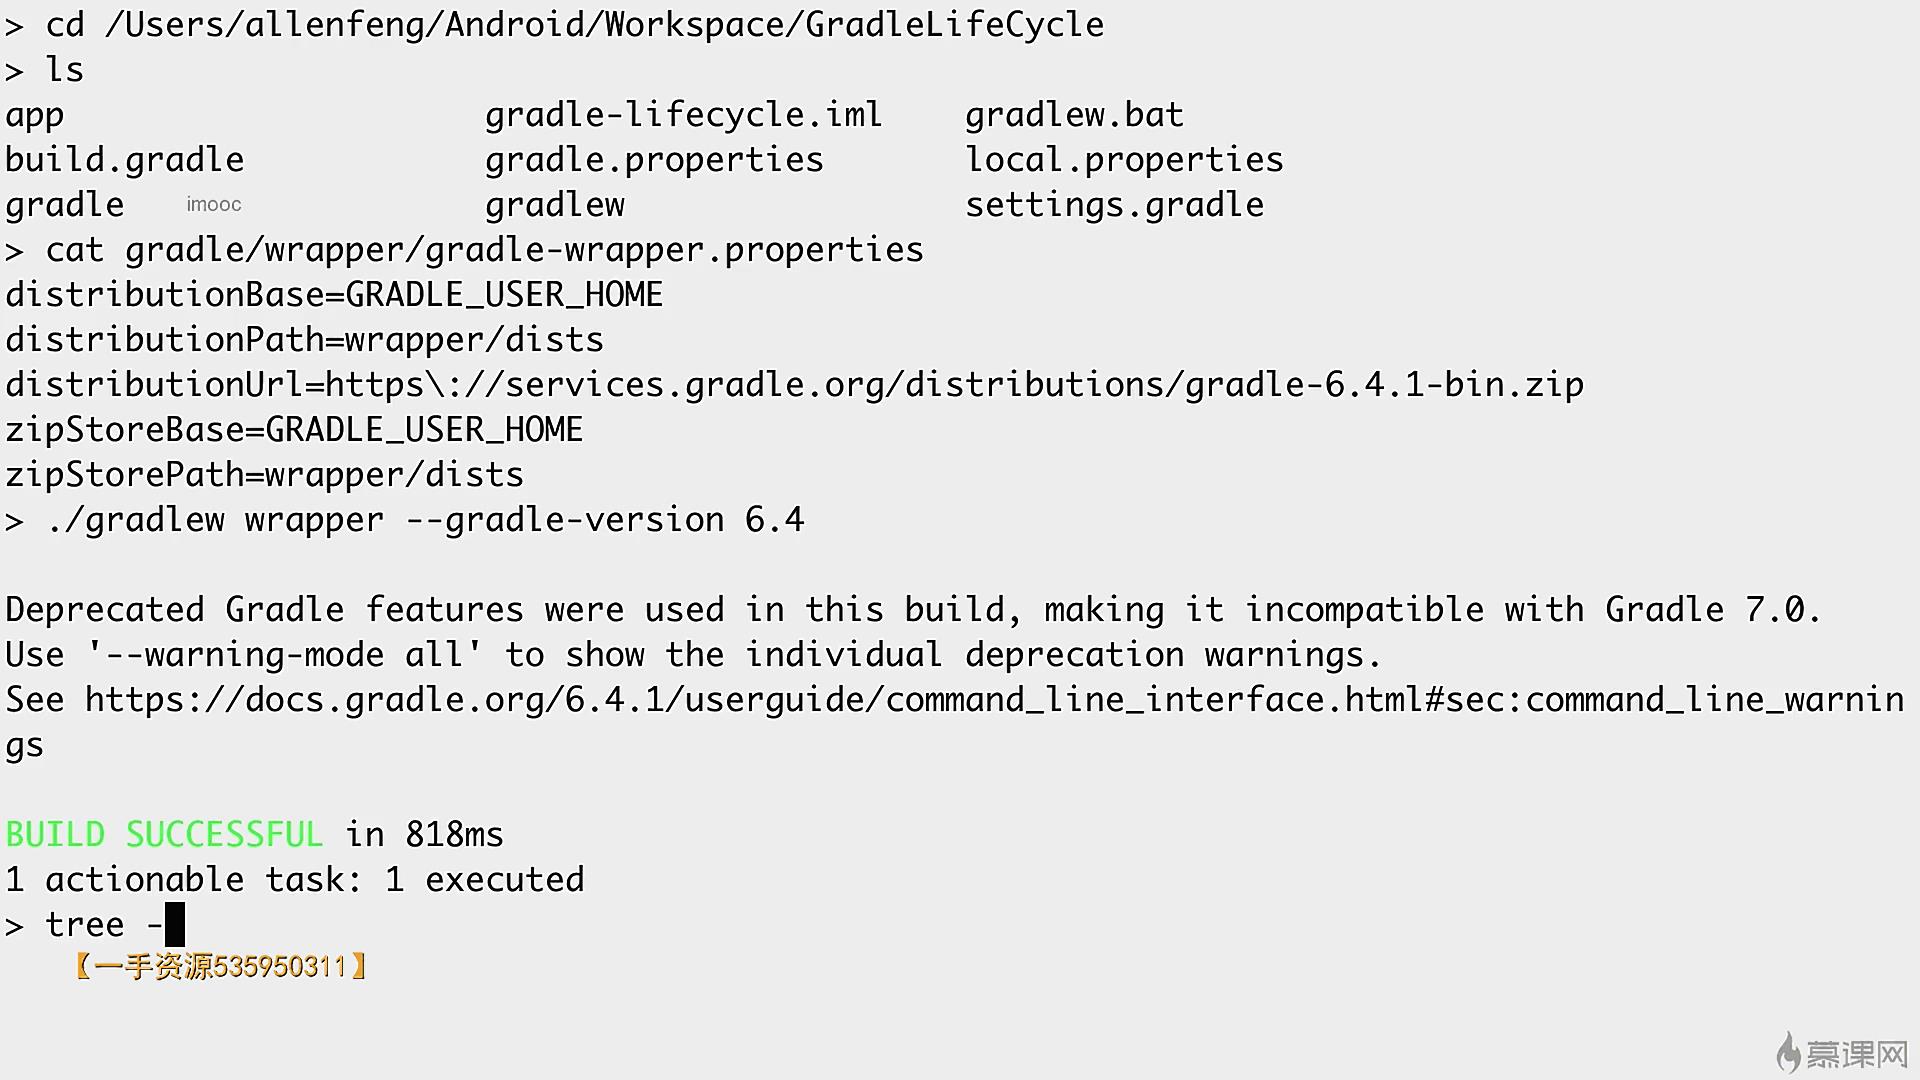 > cd /Users/allenfeng/Android/Workspace/GradleLifeCycle
> ls
app gradle-lifecycle.iml gradlew.bat
build.gradle gradle.properties local.properties
gradle imooc gradlew settings.gradle
> cat gradle/wrapper/gradle-wrapper.properties
distributionBase=GRADLE_USER_HOME
distributionPath=wrapper/dists
distributionUrl=https\://services.gradle.org/distributions/gradle-6.4.1-bin.zip
zipStoreBase=GRADLE_USER_HOME
zipStorePath=wrapper/dists
> ./gradlew wrapper --gradle-version 6.4
Deprecated Gradle features were used in this build, making it incompatible with Gradle 7.0.
Use '--warning-mode all' to show the individual deprecation warnings.
See https://docs.gradle.org/6.4.1/userguide/command_line_interface.html#sec:command_line_warnin
gs
BUILD SUCCESSFUL in 818ms
1 actionable task: 1 executed
> tree -
【一手资源535950311】
慕课网